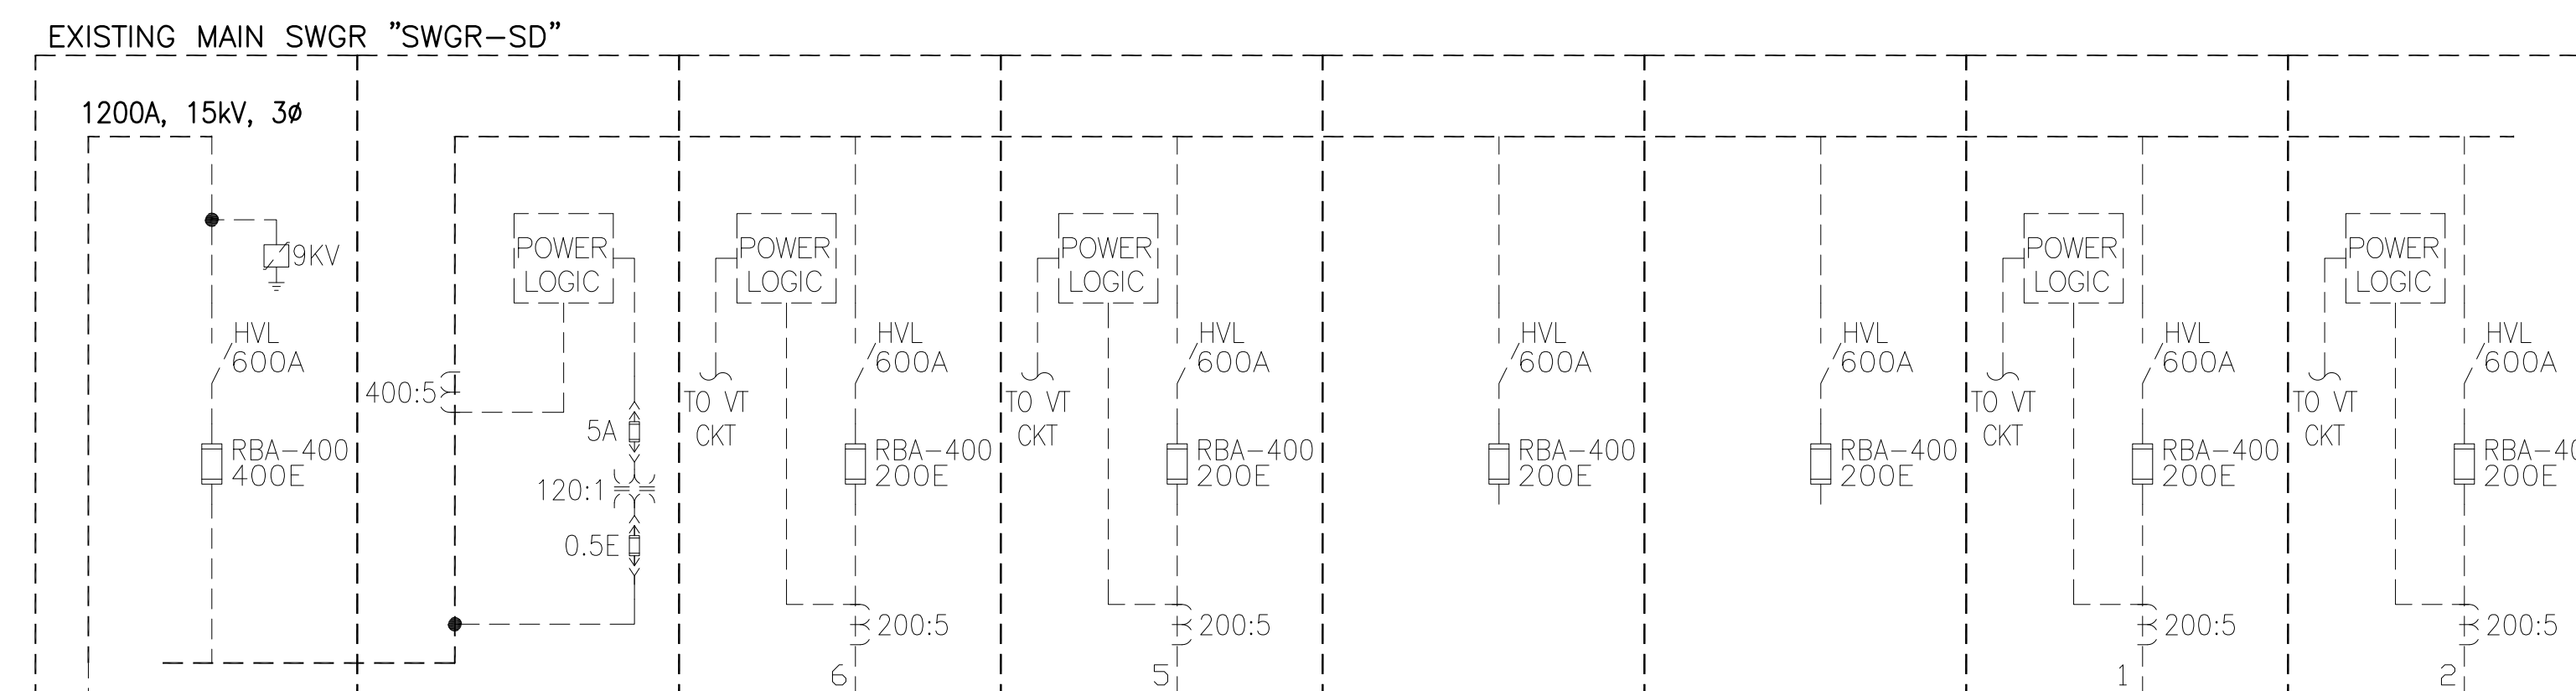 EXISTING MAIN SWGR "SWGR-SD"
1200A, 15kV, 3ø
9KV
HVL
600A
RBA-400
400E
POWER
LOGIC
400:5
5A
120:1
0.5E
POWER
LOGIC
TO VT
CKT
HVL
600A
RBA-400
200E
200:5
6
POWER
LOGIC
TO VT
CKT
HVL
600A
RBA-400
200E
200:5
5
HVL
600A
RBA-400
200E
HVL
600A
RBA-400
200E
POWER
LOGIC
TO VT
CKT
HVL
600A
RBA-400
200E
200:5
1
POWER
LOGIC
TO VT
CKT
HVL
600A
RBA-40
200E
200:5
2